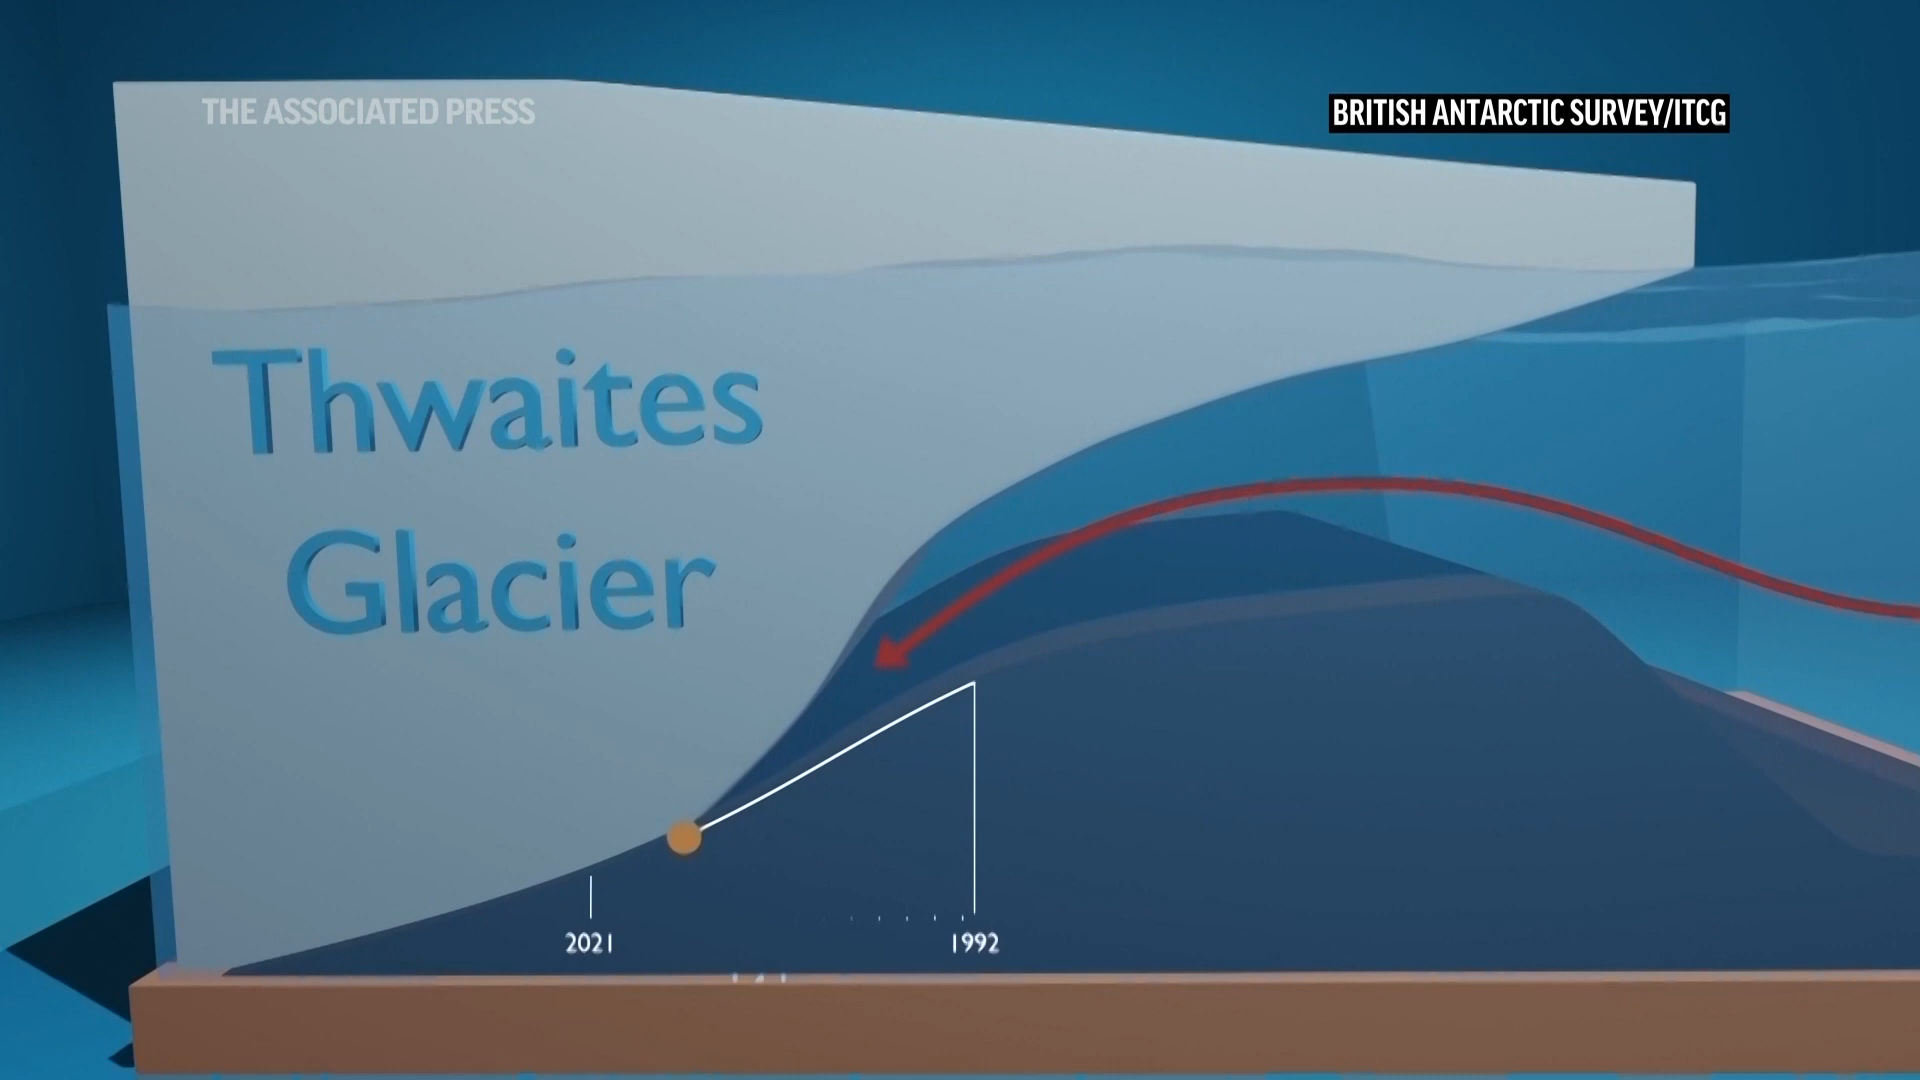 THE ASSOCIATED PRESS
BRITISH ANTARCTIC SURVEY/ITCG
Thwaites
Glacier
2021
1992